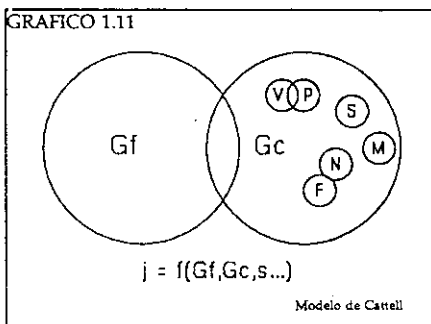 GRAFICO 1.11
V P
S
Gf Gc M
N
F
j = f(Gf,Gc,s...)
Modelo de Cattell